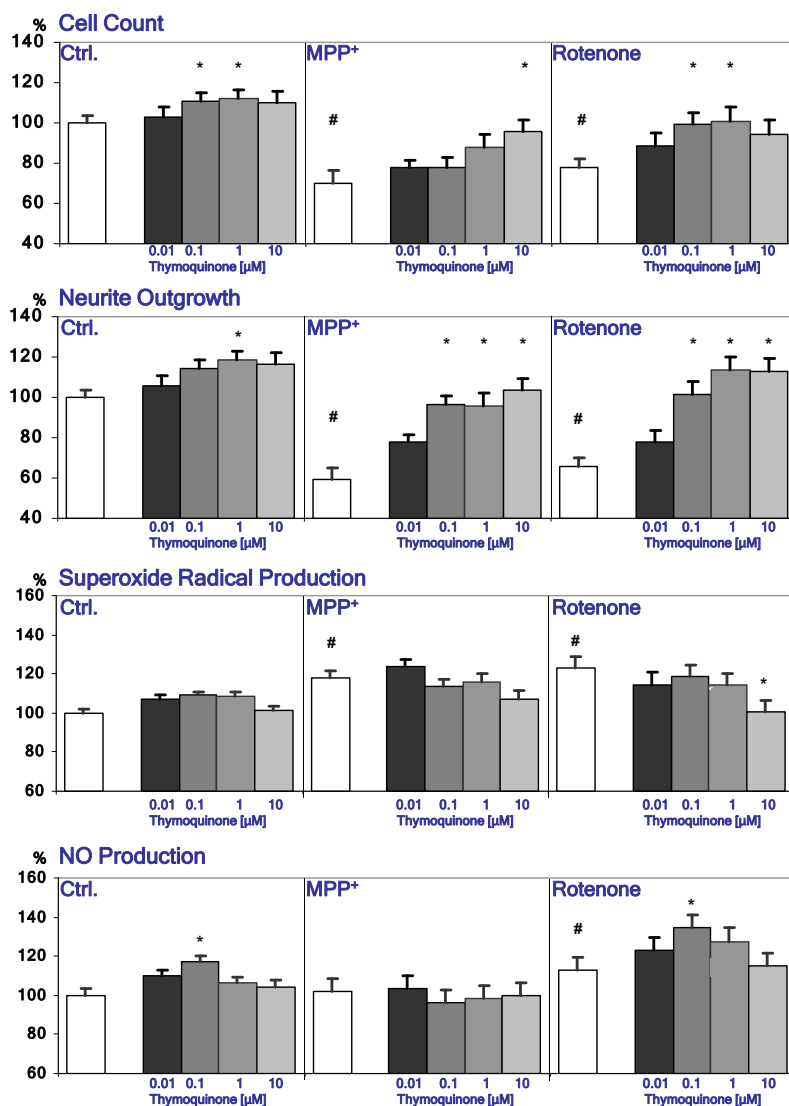 % Cell Count
140 Ctrl. MPP+ Rotenone
* * * * *
120
# #
100
80
60
40
0.01 0.1 1 10 0.01 0.1 1 10 0.01 0.1 1 10
Thymoquinone [µM] Thymoquinone [µM] Thymoquinone [µM]
% Neurite Outgrowth
140 Ctrl. MPP+ Rotenone
* * * * * * *
120
100
# #
80
60
40
0.01 0.1 1 10 0.01 0.1 1 10 0.01 0.1 1 10
Thymoquinone [µM] Thymoquinone [µM] Thymoquinone [µM]
% Superoxide Radical Production
160 Ctrl. MPP+ Rotenone
140
# #
120
*
100
80
60
0.01 0.1 1 10 0.01 0.1 1 10 0.01 0.1 1 10
Thymoquinone [µM] Thymoquinone [µM] Thymoquinone [µM]
% NO Production
160 Ctrl. MPP+ Rotenone
* *
140
#
120
100
80
60
0.01 0.1 1 10 0.01 0.1 1 10 0.01 0.1 1 10
Thymoquinone [µM] Thymoquinone [µM] Thymoquinone [µM]